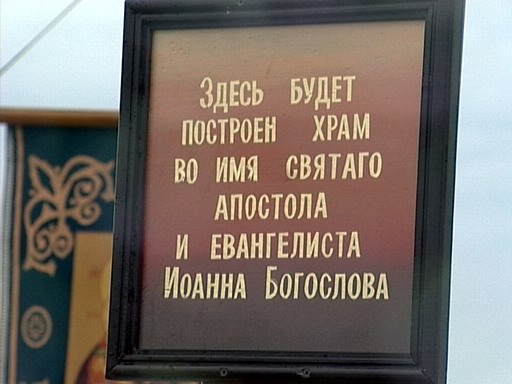 Здесь будет
построен храм
во имя святаго
апостола
и евангелиста
Иоанна Богослова